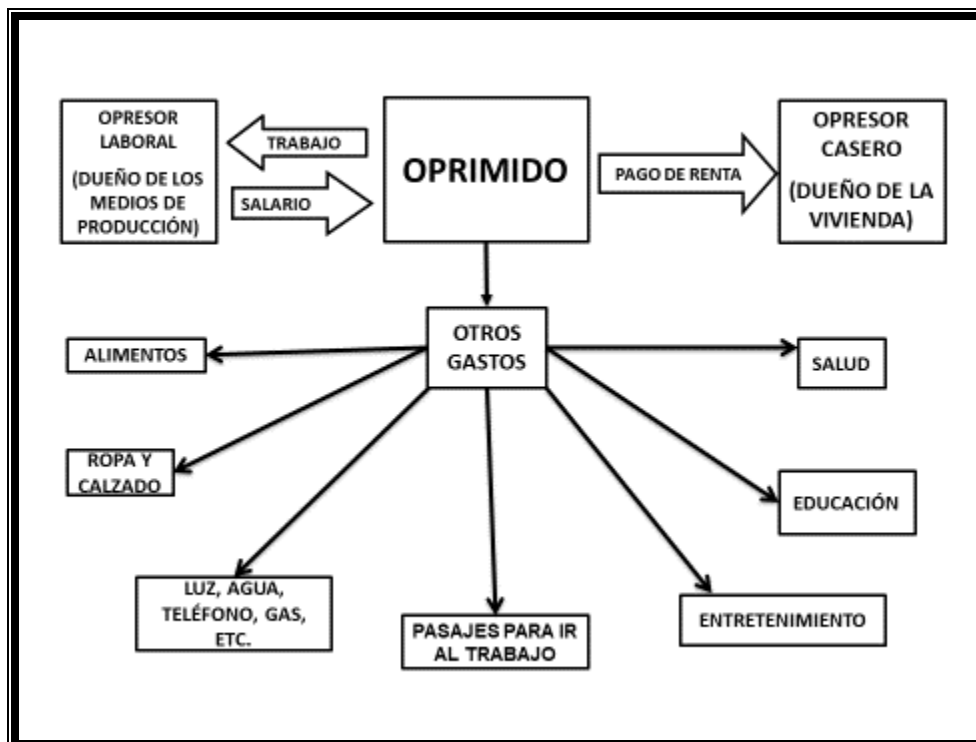 OPRESOR
LABORAL
(DUEÑO DE LOS
MEDIOS DE
PRODUCCIÓN)
TRABAJO
SALARIO
OPRIMIDO
PAGO DE RENTA
OPRESOR
CASERO
(DUEÑO DE LA
VIVIENDA)
OTROS
GASTOS
ALIMENTOS
SALUD
ROPA Y
CALZADO
EDUCACIÓN
LUZ, AGUA,
TELÉFONO, GAS,
ETC.
PASAJES PARA IR
AL TRABAJO
ENTRETENIMIENTO